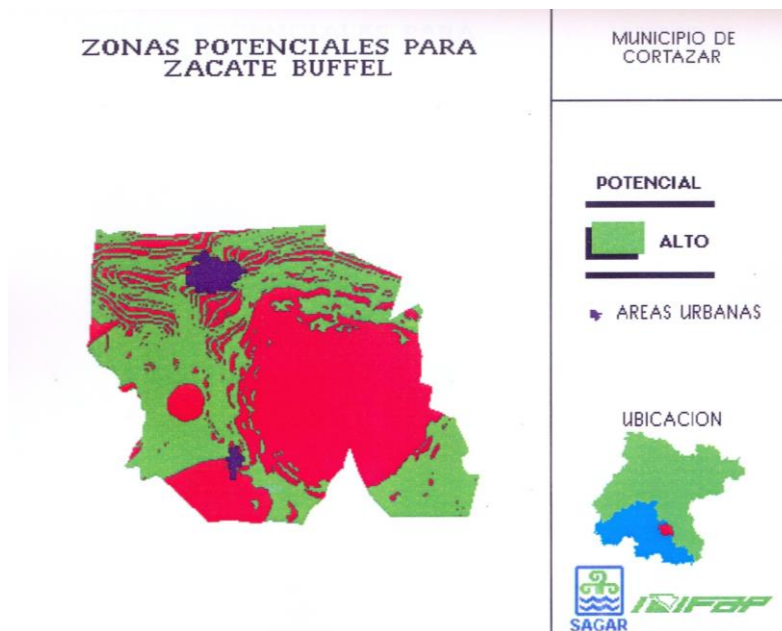 ZONAS POTENCIALES PARA
ZACATE BUFFEL
MUNICIPIO DE
CORTAZAR
POTENCIAL
ALTO
AREAS URBANAS
UBICACION
SAGAR
INIFAP